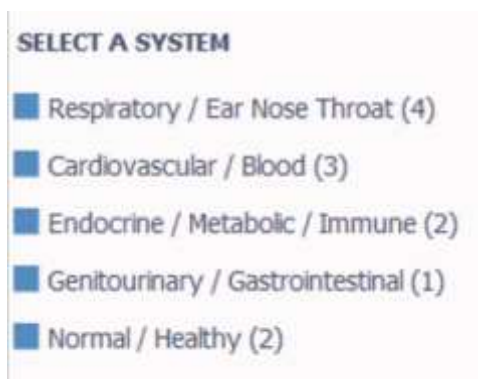 SELECT A SYSTEM
Respiratory / Ear Nose Throat (4)
Cardiovascular / Blood (3)
Endocrine / Metabolic / Immune (2)
Genitourinary / Gastrointestinal (1)
Normal / Healthy (2)